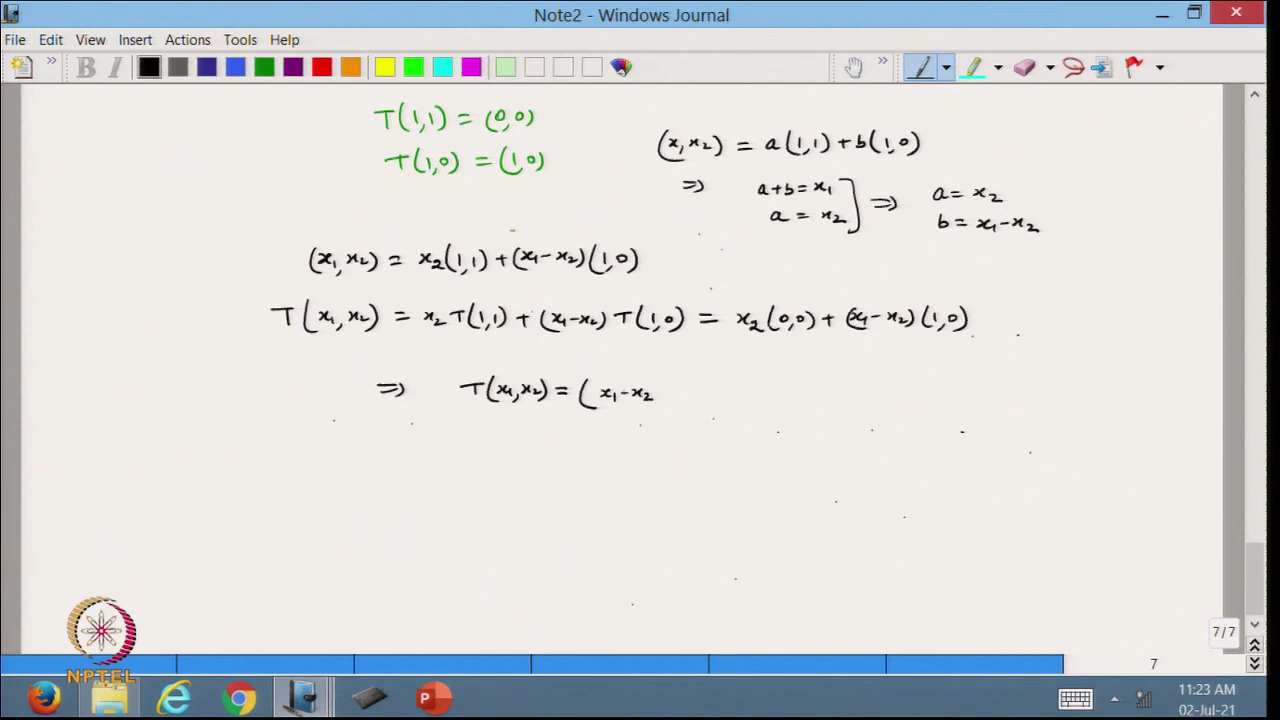 Note2 - Windows Journal
File Edit View Insert Actions Tools Help
T(1,1) = (0,0)
T(1,0) = (1,0)
(x₁,x₂) = a(1,1)+b(1,0)
⇒ a+b=x₁
a = x₂
⇒ a= x₂
b = x₁-x₂
(x₁,x₂) = x₂(1,1)+(x₁-x₂)(1,0)
T(x₁,x₂) = x₂T(1,1)+(x₁-x₂)T(1,0) = x₂(0,0)+(x₁-x₂)(1,0)
⇒ T(x₁,x₂)=(x₁-x₂
7/7
7
NPTEL
11:23 AM
02-Jul-21